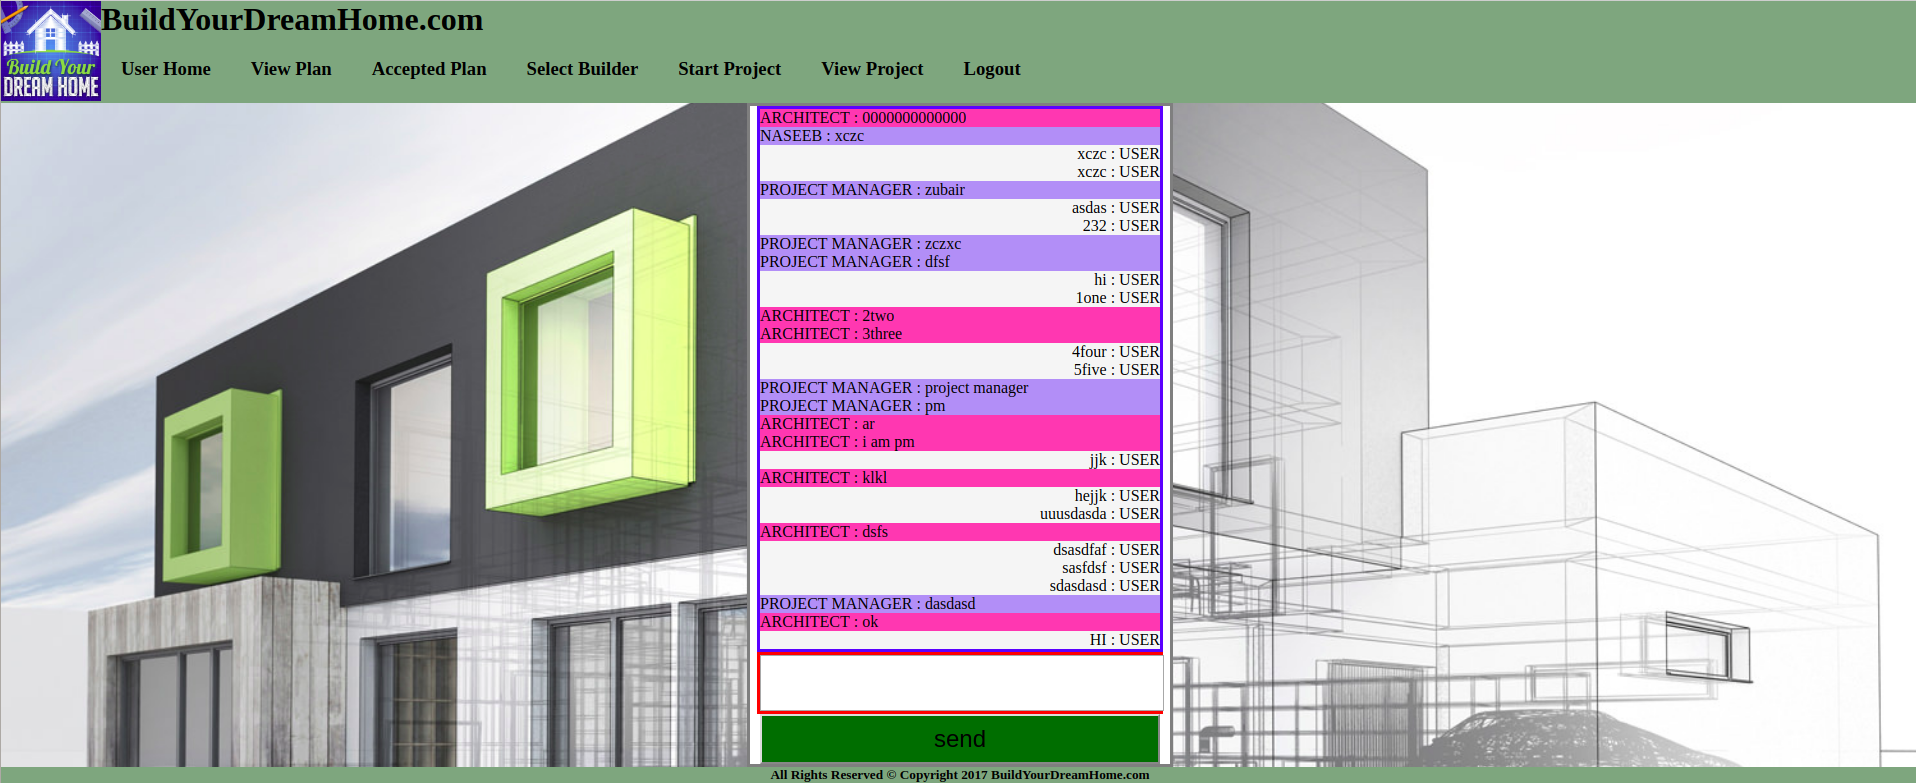 BuildYourDreamHome.com
Build Your
DREAM HOME
User Home View Plan Accepted Plan Select Builder Start Project View Project Logout
ARCHITECT : 0000000000000
NASEEB : xczc
xczc : USER
xczc : USER
PROJECT MANAGER : zubair
asdas : USER
232 : USER
PROJECT MANAGER : zczxc
PROJECT MANAGER : dfsf
hi : USER
1one : USER
ARCHITECT : 2two
ARCHITECT : 3three
4four : USER
5five : USER
PROJECT MANAGER : project manager
PROJECT MANAGER : pm
ARCHITECT : ar
ARCHITECT : i am pm
jjk : USER
ARCHITECT : klkl
hejjk : USER
uuusdasda : USER
ARCHITECT : dsfs
dsasdfaf : USER
sasfdsf : USER
sdasdasd : USER
PROJECT MANAGER : dasdasd
ARCHITECT : ok
HI : USER
send
All Rights Reserved © Copyright 2017 BuildYourDreamHome.com